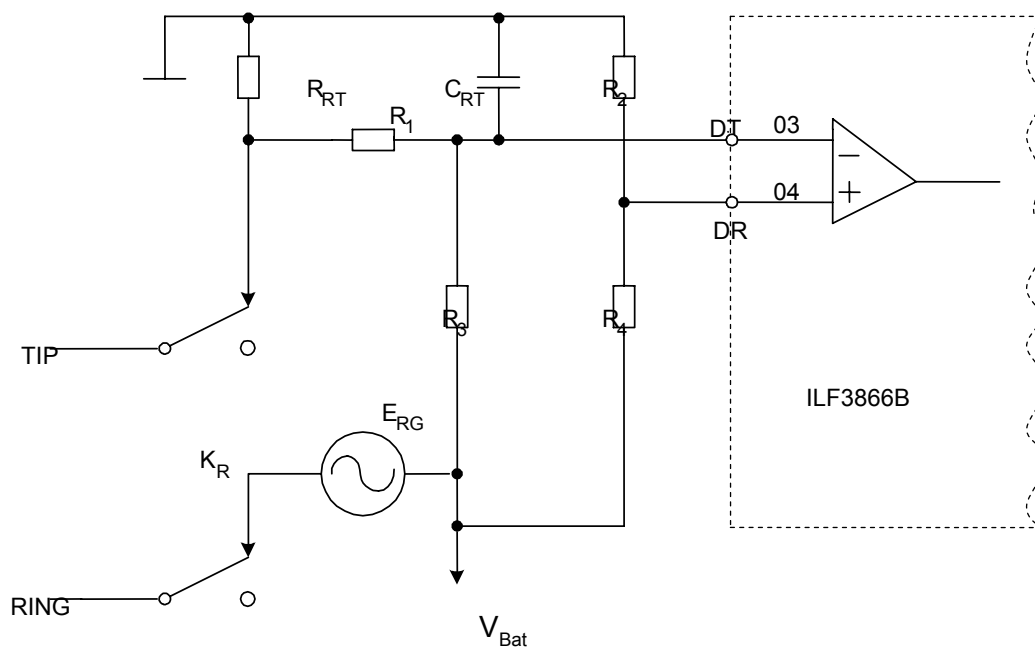 R_RT
C_RT
R_2
R_1
DT
03
−
+
04
DR
R_3
R_4
TIP
ILF3866B
E_RG
K_R
RING
V_Bat